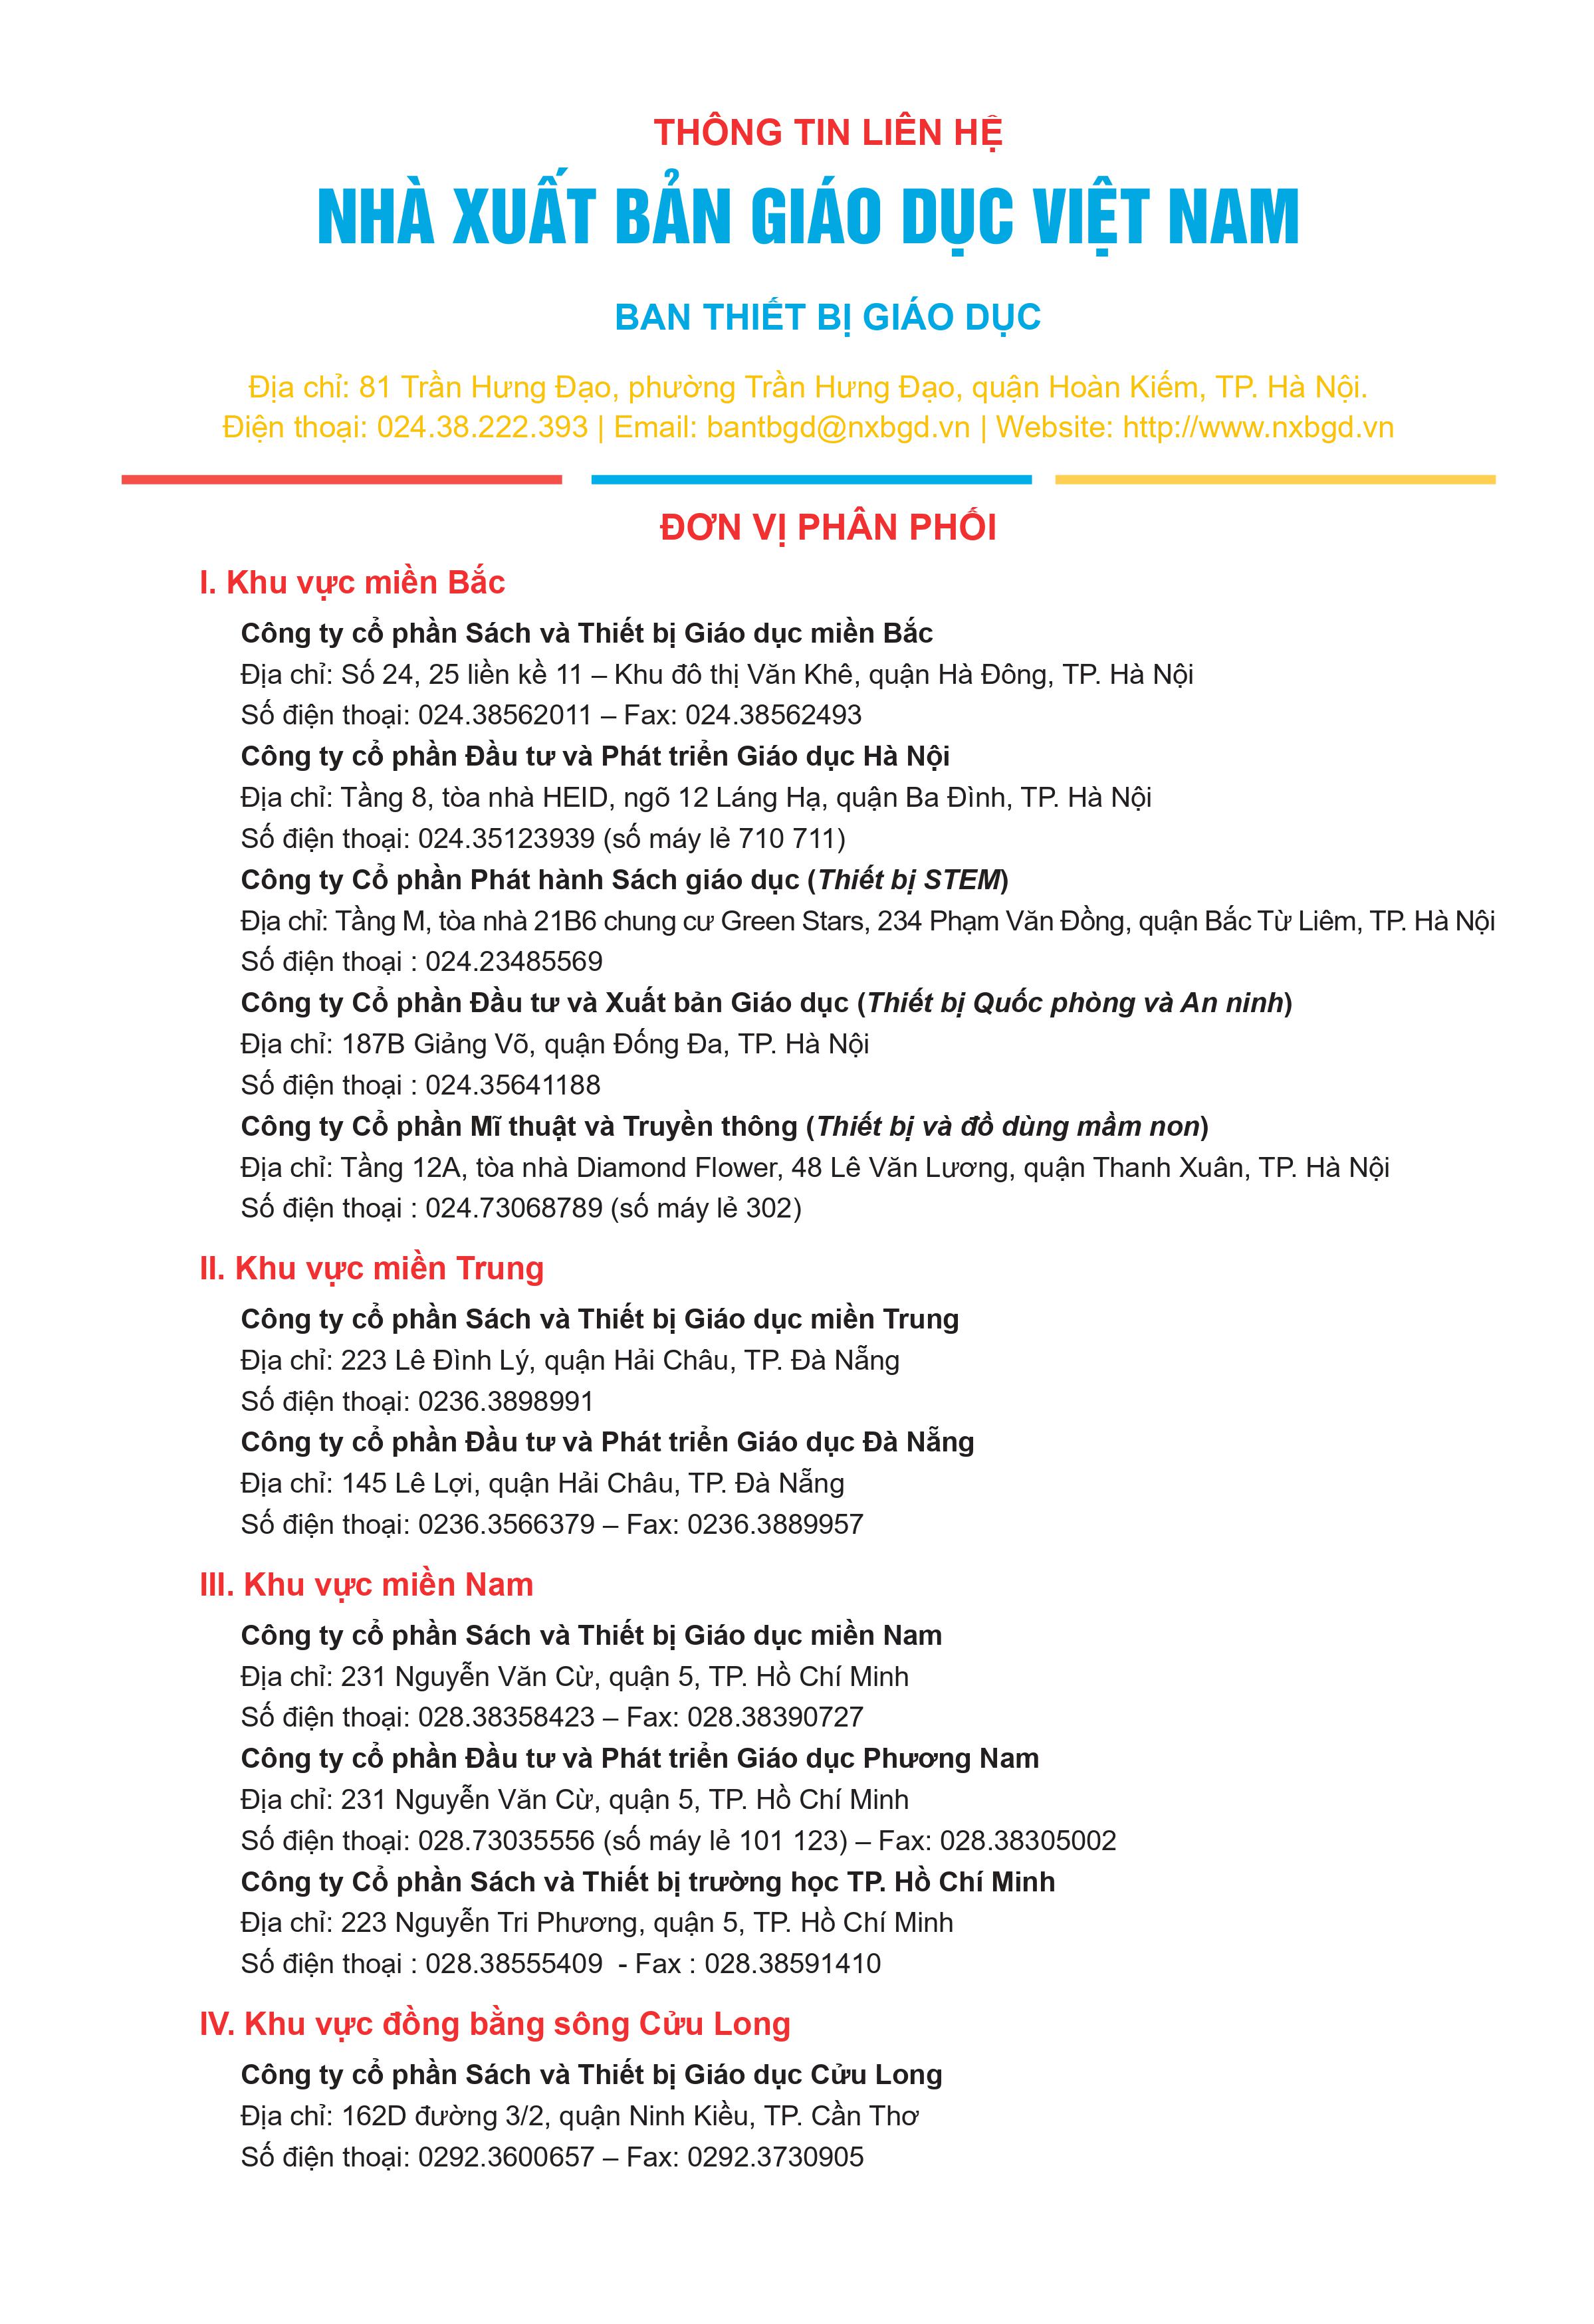 THÔNG TIN LIÊN HỆ
NHÀ XUẤT BẢN GIÁO DỤC VIỆT NAM
BAN THIẾT BỊ GIÁO DỤC
Địa chỉ: 81 Trần Hưng Đạo, phường Trần Hưng Đạo, quận Hoàn Kiếm, TP. Hà Nội.
Điện thoại: 024.38.222.393 | Email: bantbgd@nxbgd.vn | Website: http://www.nxbgd.vn
ĐƠN VỊ PHÂN PHỐI
I. Khu vực miền Bắc
Công ty cổ phần Sách và Thiết bị Giáo dục miền Bắc
Địa chỉ: Số 24, 25 liền kề 11 – Khu đô thị Văn Khê, quận Hà Đông, TP. Hà Nội
Số điện thoại: 024.38562011 – Fax: 024.38562493
Công ty cổ phần Đầu tư và Phát triển Giáo dục Hà Nội
Địa chỉ: Tầng 8, tòa nhà HEID, ngõ 12 Láng Hạ, quận Ba Đình, TP. Hà Nội
Số điện thoại: 024.35123939 (số máy lẻ 710 711)
Công ty Cổ phần Phát hành Sách giáo dục (Thiết bị STEM)
Địa chỉ: Tầng M, tòa nhà 21B6 chung cư Green Stars, 234 Phạm Văn Đồng, quận Bắc Từ Liêm, TP. Hà Nội
Số điện thoại : 024.23485569
Công ty Cổ phần Đầu tư và Xuất bản Giáo dục (Thiết bị Quốc phòng và An ninh)
Địa chỉ: 187B Giảng Võ, quận Đống Đa, TP. Hà Nội
Số điện thoại : 024.35641188
Công ty Cổ phần Mĩ thuật và Truyền thông (Thiết bị và đồ dùng mầm non)
Địa chỉ: Tầng 12A, tòa nhà Diamond Flower, 48 Lê Văn Lương, quận Thanh Xuân, TP. Hà Nội
Số điện thoại : 024.73068789 (số máy lẻ 302)
II. Khu vực miền Trung
Công ty cổ phần Sách và Thiết bị Giáo dục miền Trung
Địa chỉ: 223 Lê Đình Lý, quận Hải Châu, TP. Đà Nẵng
Số điện thoại: 0236.3898991
Công ty cổ phần Đầu tư và Phát triển Giáo dục Đà Nẵng
Địa chỉ: 145 Lê Lợi, quận Hải Châu, TP. Đà Nẵng
Số điện thoại: 0236.3566379 – Fax: 0236.3889957
III. Khu vực miền Nam
Công ty cổ phần Sách và Thiết bị Giáo dục miền Nam
Địa chỉ: 231 Nguyễn Văn Cừ, quận 5, TP. Hồ Chí Minh
Số điện thoại: 028.38358423 – Fax: 028.38390727
Công ty cổ phần Đầu tư và Phát triển Giáo dục Phương Nam
Địa chỉ: 231 Nguyễn Văn Cừ, quận 5, TP. Hồ Chí Minh
Số điện thoại: 028.73035556 (số máy lẻ 101 123) – Fax: 028.38305002
Công ty Cổ phần Sách và Thiết bị trường học TP. Hồ Chí Minh
Địa chỉ: 223 Nguyễn Tri Phương, quận 5, TP. Hồ Chí Minh
Số điện thoại : 028.38555409 - Fax : 028.38591410
IV. Khu vực đồng bằng sông Cửu Long
Công ty cổ phần Sách và Thiết bị Giáo dục Cửu Long
Địa chỉ: 162D đường 3/2, quận Ninh Kiều, TP. Cần Thơ
Số điện thoại: 0292.3600657 – Fax: 0292.3730905